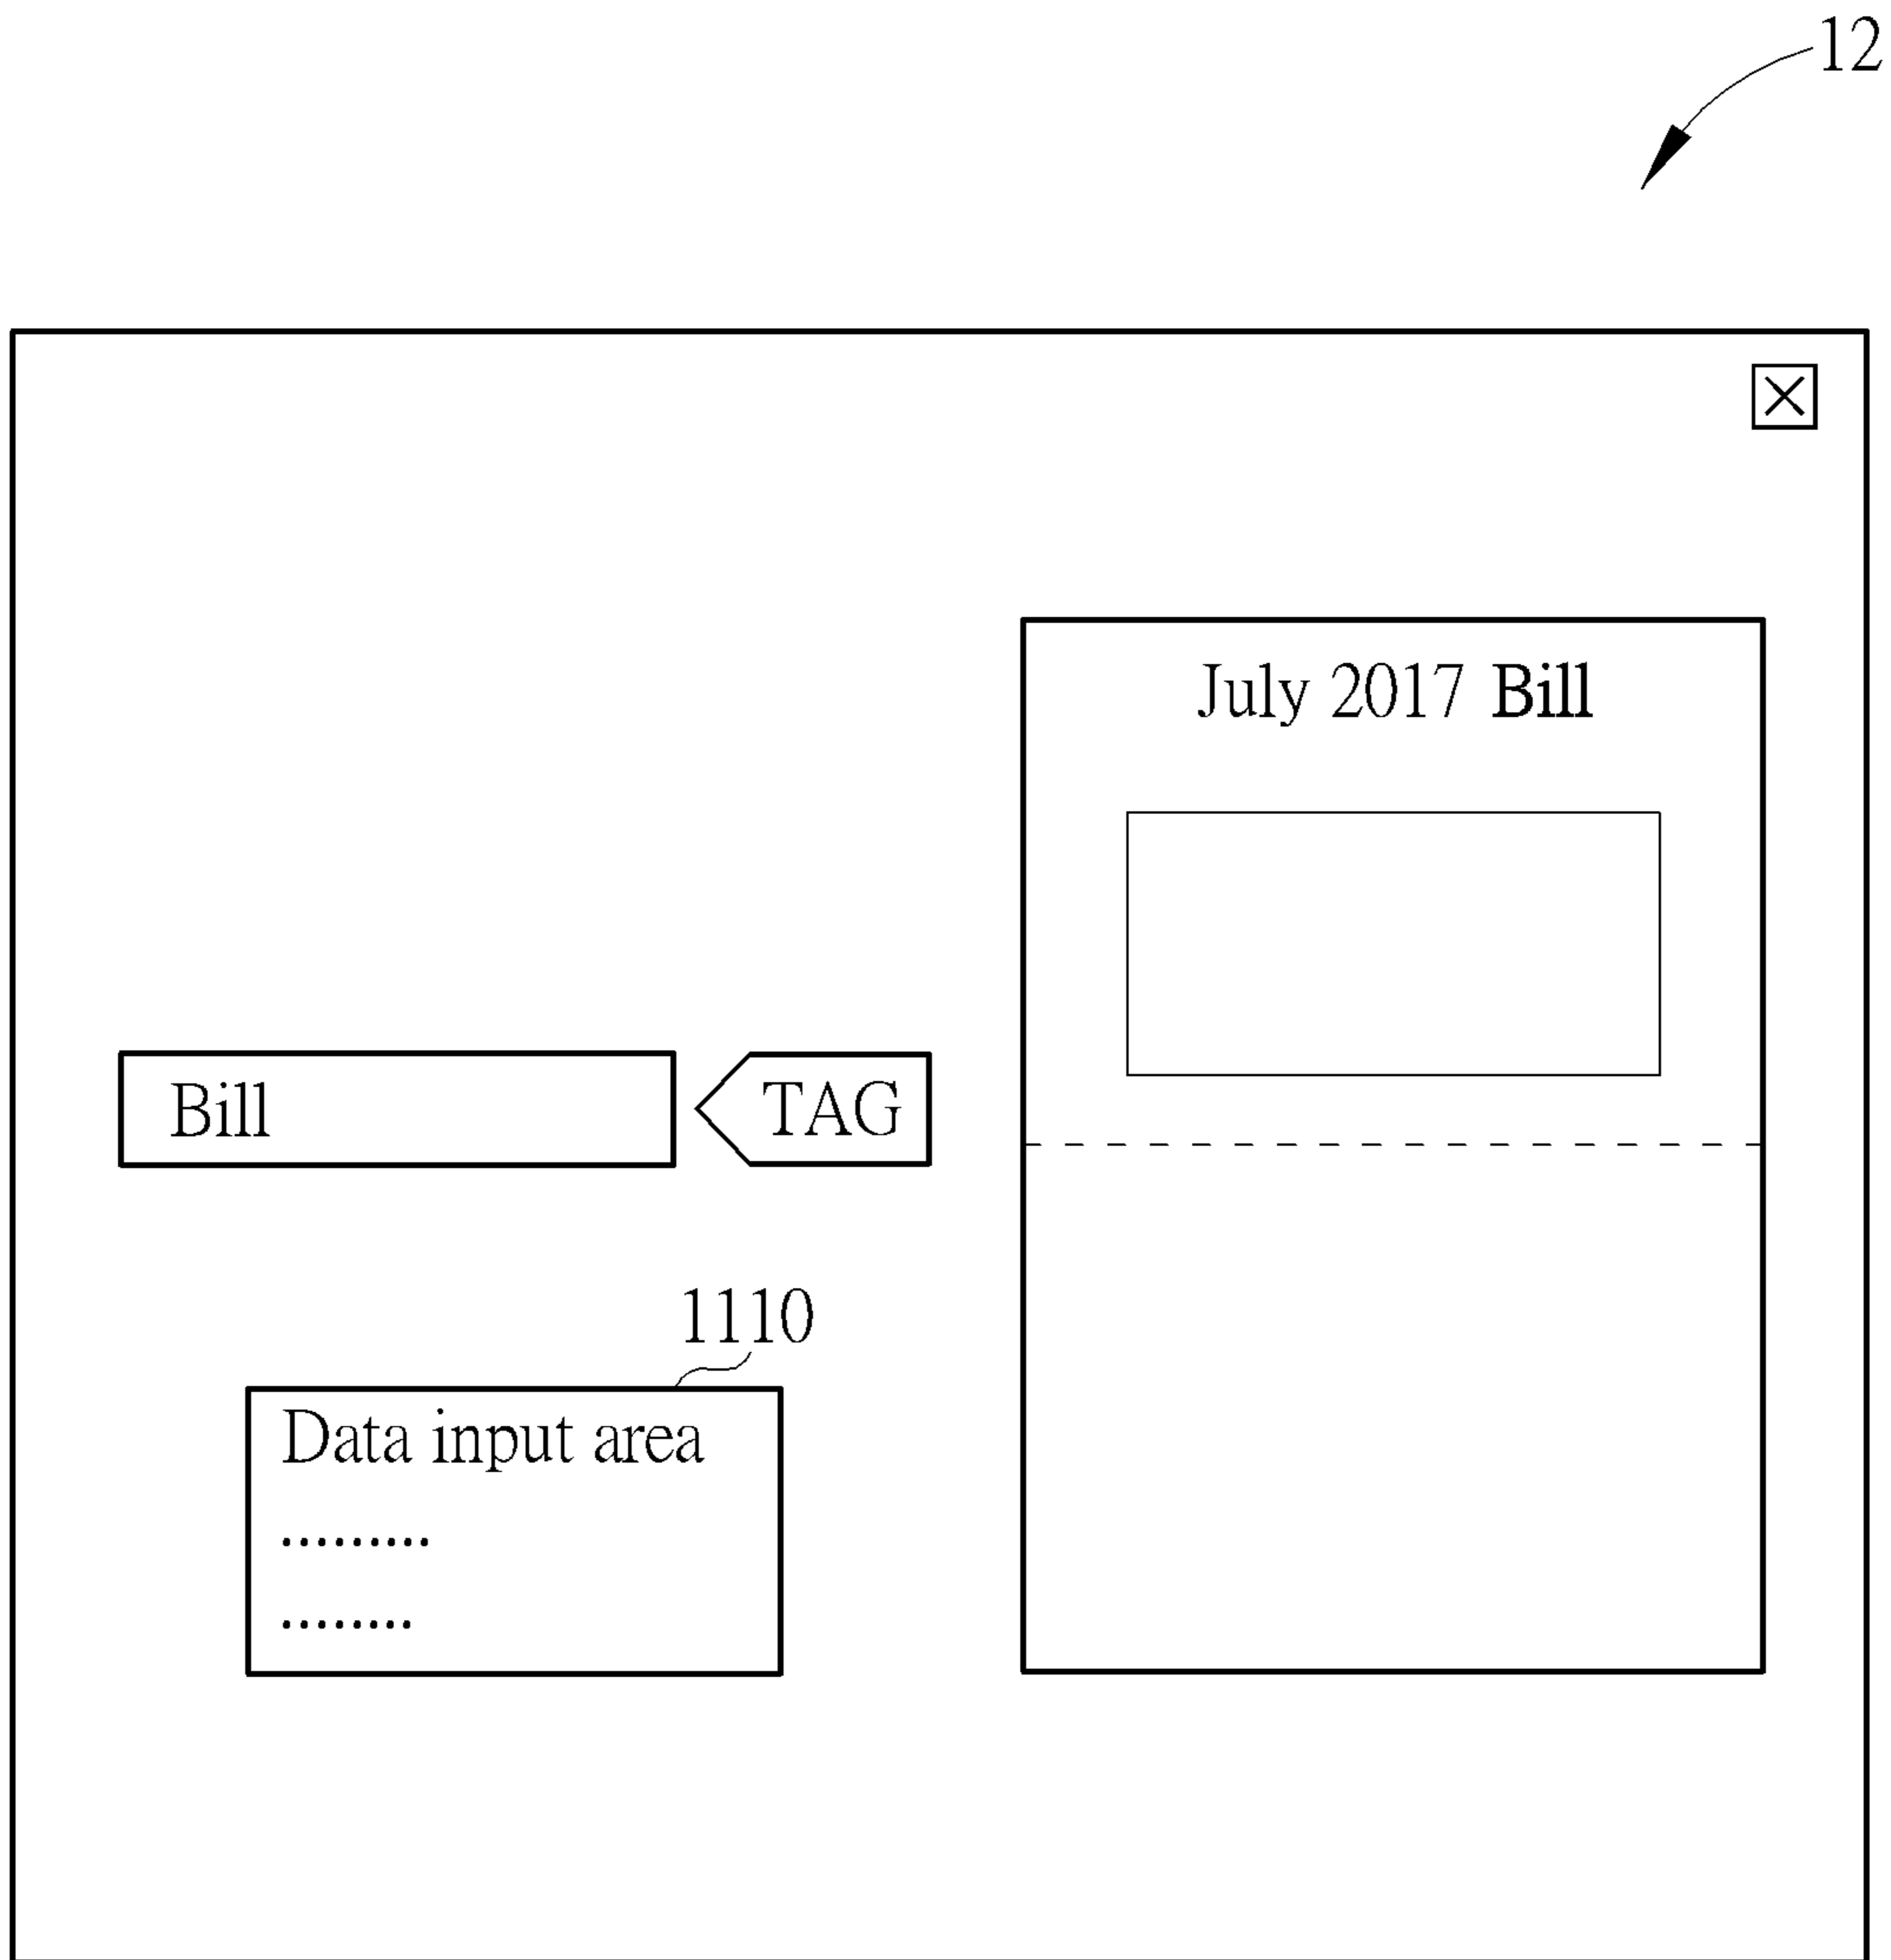 12
July 2017 Bill
Bill
TAG
1110
Data input area
.........
........